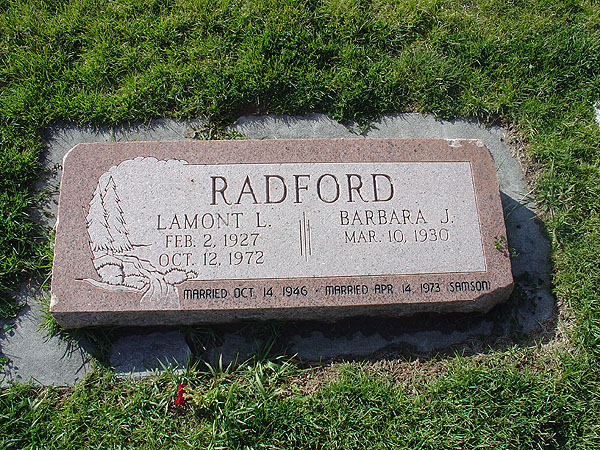 RADFORD
LAMONT L. BARBARA J.
FEB. 2, 1927 MAR. 10, 1930
OCT. 12, 1972
MARRIED OCT. 14, 1946 - MARRIED APR. 14, 1973 (SAMSON)